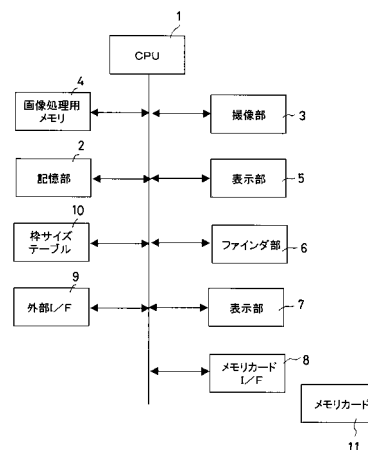 1
CPU
4
画像処理用
メモリ
撮像部
3
2
記憶部
表示部
5
10
枠サイズ
テーブル
ファインダ部
6
9
外部I/F
表示部
7
メモリカード
I/F
8
メモリカード
11